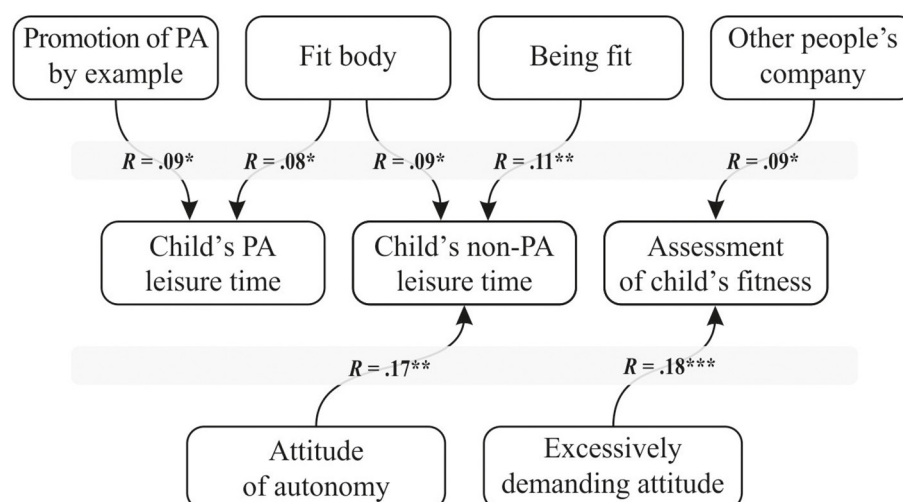 Promotion of PA
by example
Fit body
Being fit
Other people's
company
R = .09*
R = .08*
R = .09*
R = .11**
R = .09*
Child's PA
leisure time
Child's non-PA
leisure time
Assessment
of child's fitness
R = .17**
R = .18***
Attitude
of autonomy
Excessively
demanding attitude